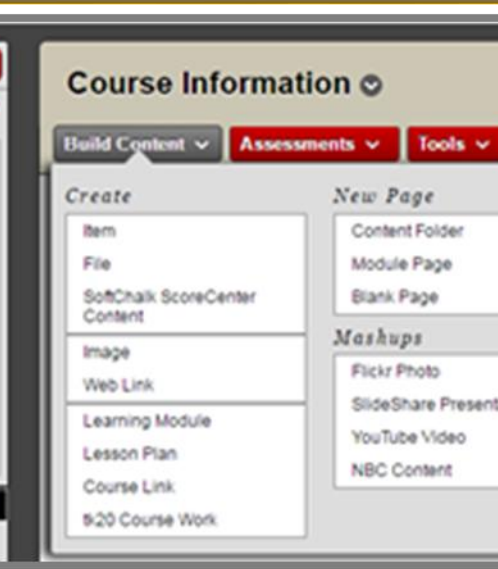 Course Information
Build Content
Assessments
Tools
Create
Item
File
SoftChalk ScoreCenter
Content
Image
Web Link
Learning Module
Lesson Plan
Course Link
tk20 Course Work
New Page
Content Folder
Module Page
Blank Page
Mashups
Flickr Photo
SlideShare Present
YouTube Video
NBC Content